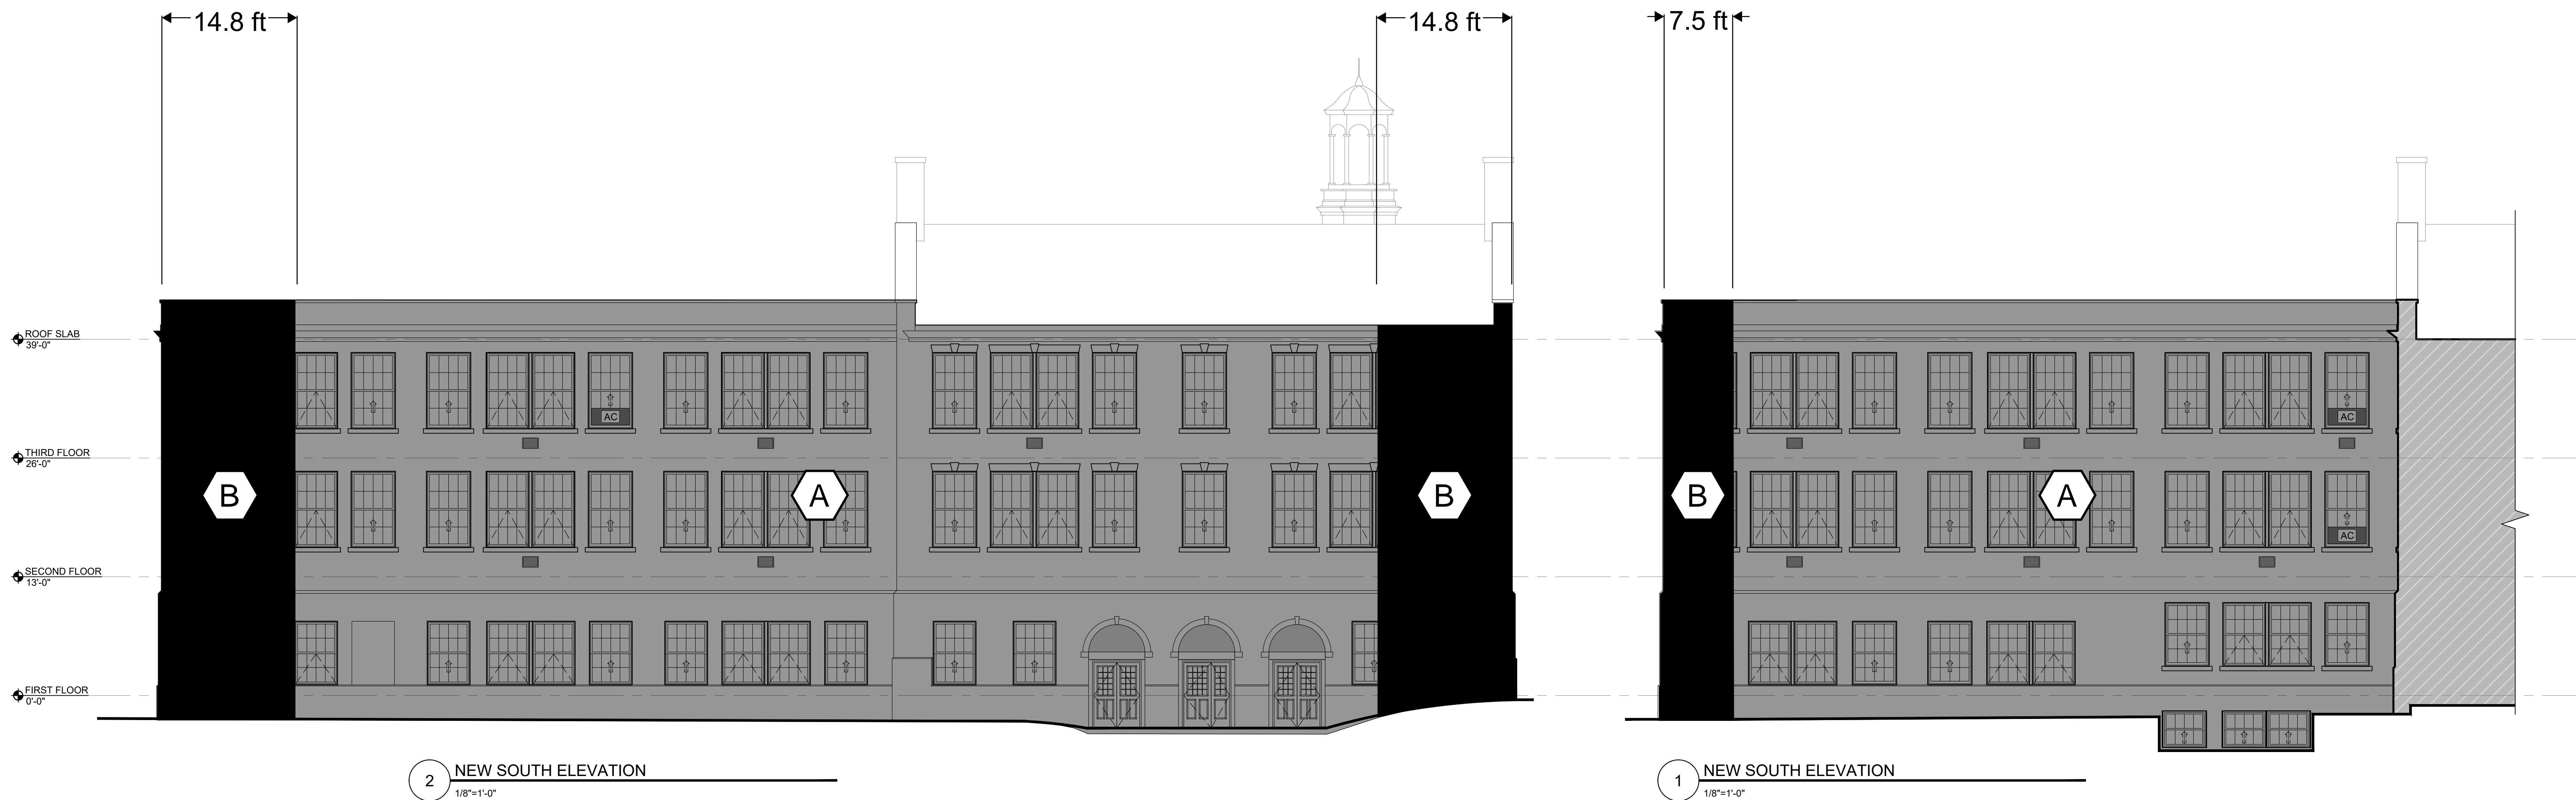 14.8 ft
14.8 ft
7.5 ft
ROOF SLAB
39'-0"
AC
AC
THIRD FLOOR
26'-0"
B
A
B
B
A
AC
SECOND FLOOR
13'-0"
FIRST FLOOR
0'-0"
2
NEW SOUTH ELEVATION
1/8"=1'-0"
1
NEW SOUTH ELEVATION
1/8"=1'-0"